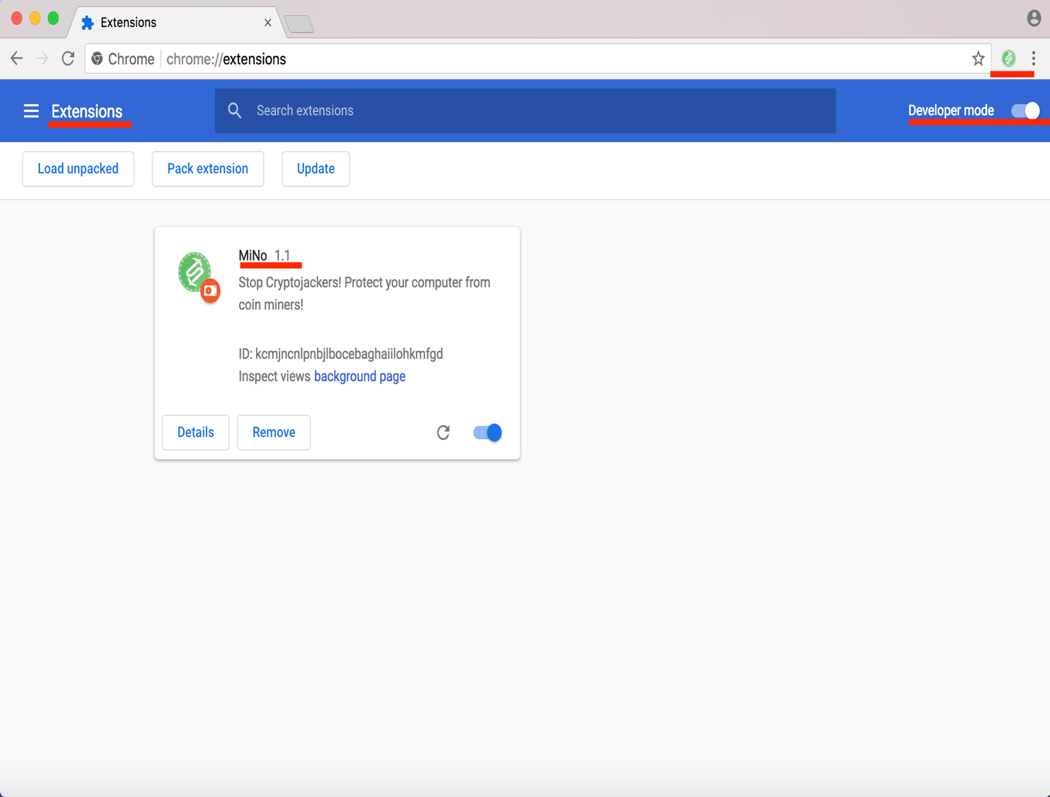 Extensions
Chrome chrome://extensions
Extensions Search extensions Developer mode
Load unpacked Pack extension Update
MiNo 1.1
Stop Cryptojackers! Protect your computer from
coin miners!
ID: kcmjncnlpnbjlbocebaghaiilohkmfgd
Inspect views background page
Details Remove